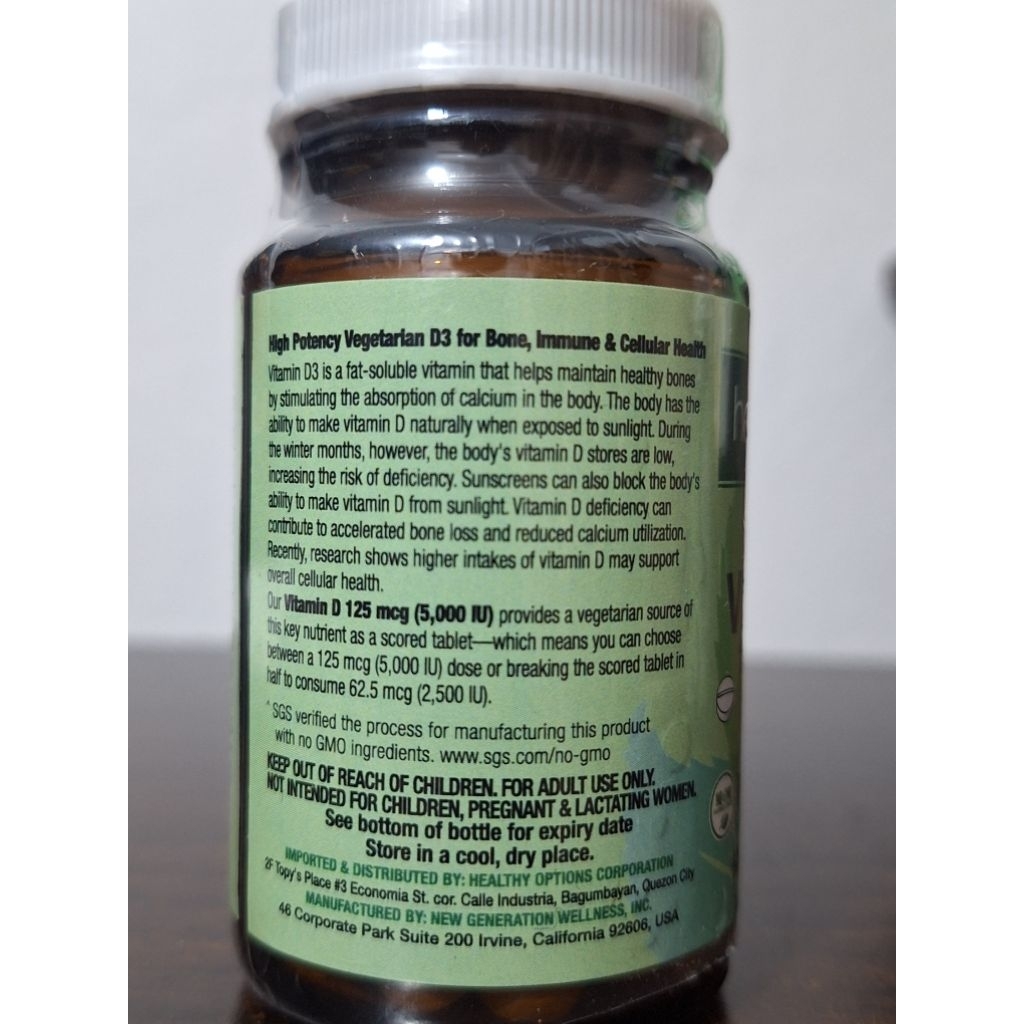 High Potency Vegetarian D3 for Bone, Immune & Cellular Health
Vitamin D3 is a fat-soluble vitamin that helps maintain healthy bones
by stimulating the absorption of calcium in the body. The body has the
ability to make vitamin D naturally when exposed to sunlight. During
the winter months, however, the body's vitamin D stores are low,
increasing the risk of deficiency. Sunscreens can also block the body's
ability to make vitamin D from sunlight. Vitamin D deficiency can
contribute to accelerated bone loss and reduced calcium utilization.
Recently, research shows higher intakes of vitamin D may support
overall cellular health.
Our Vitamin D 125 mcg (5,000 IU) provides a vegetarian source of
this key nutrient as a scored tablet—which means you can choose
between a 125 mcg (5,000 IU) dose or breaking the scored tablet in
half to consume 62.5 mcg (2,500 IU).
^ SGS verified the process for manufacturing this product
with no GMO ingredients. www.sgs.com/no-gmo
KEEP OUT OF REACH OF CHILDREN. FOR ADULT USE ONLY.
NOT INTENDED FOR CHILDREN, PREGNANT & LACTATING WOMEN.
See bottom of bottle for expiry date
Store in a cool, dry place.
IMPORTED & DISTRIBUTED BY: HEALTHY OPTIONS CORPORATION
2F Topy's Place #3 Economia St. cor. Calle Industria, Bagumbayan, Quezon City
MANUFACTURED BY: NEW GENERATION WELLNESS, INC.
46 Corporate Park Suite 200 Irvine, California 92606, USA